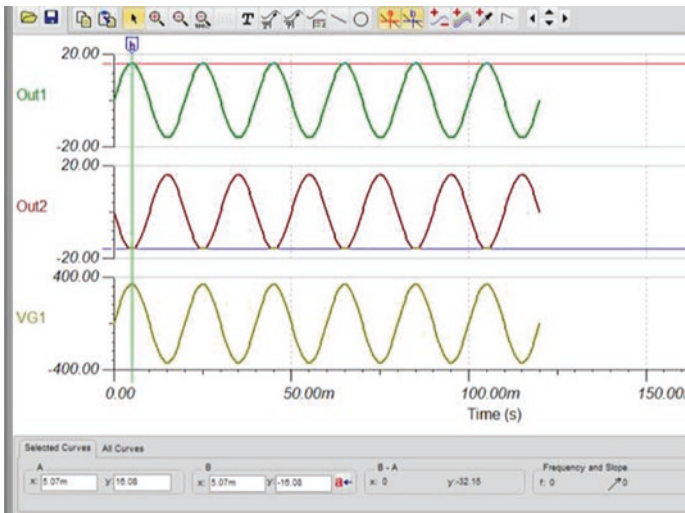 T
20.00
Out1
-20.00
20.00
Out2
-20.00
400.00
VG1
-400.00
0.00 50.00m 100.00m 150.00
Time (s)
Selected Curves All Curves
A B B - A Frequency and Slope
x: 5.07m y: 16.08 x: 5.07m y: -16.08 a x: 0 y:-32.15 f: 0 0